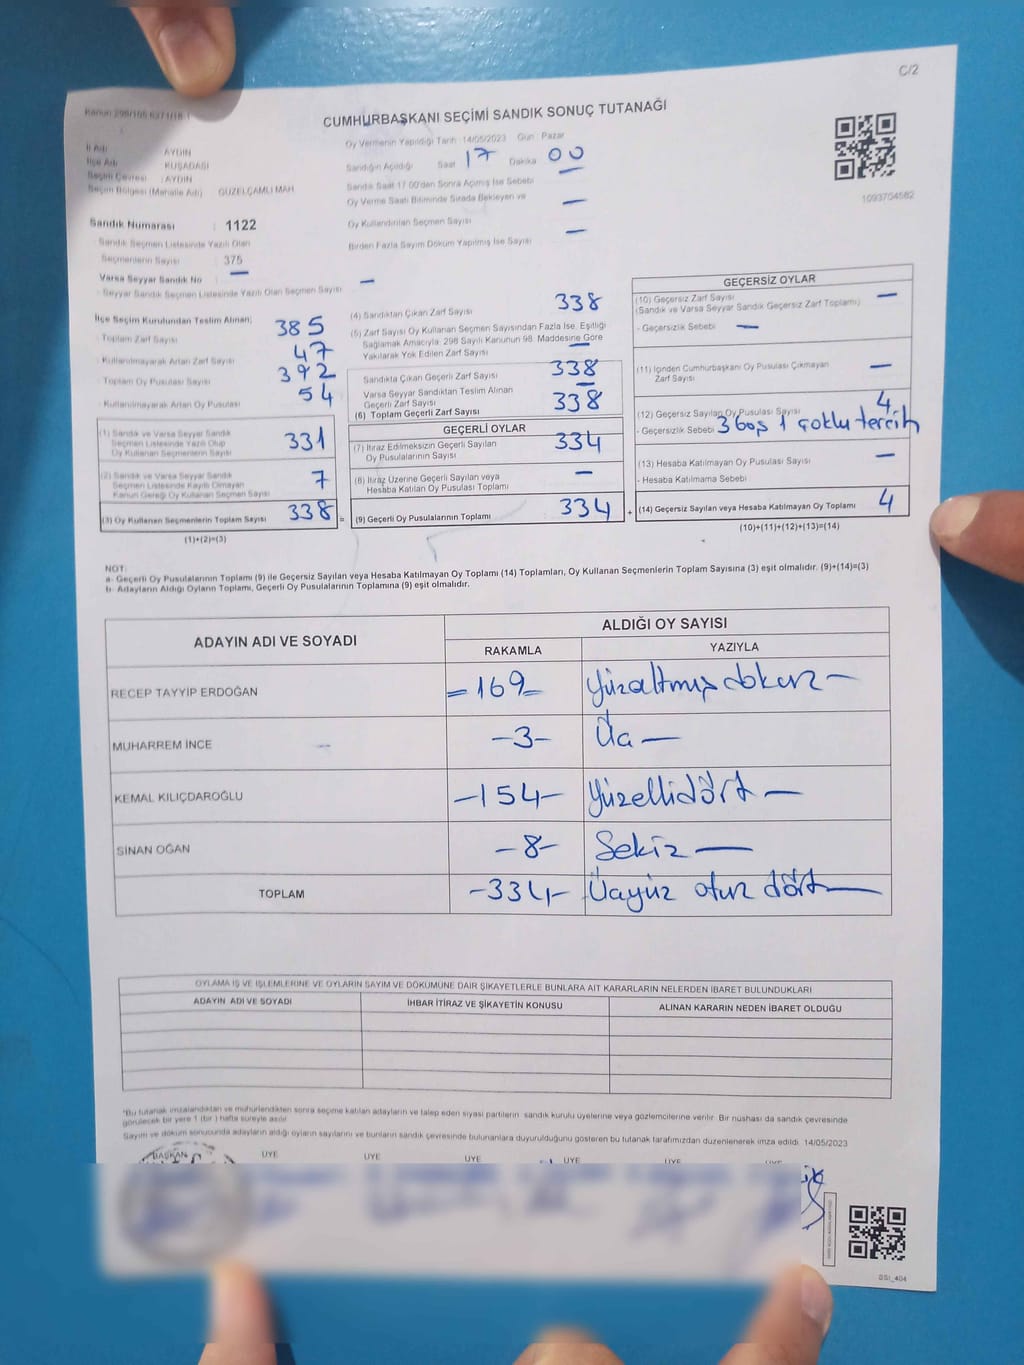 C/2
Kanun 298/105 6371/18-1
CUMHURBAŞKANI SEÇİMİ SANDIK SONUÇ TUTANAĞI
İl Adı : AYDIN
İlçe Adı : KUŞADASI
Seçim Çevresi : AYDIN
Seçim Bölgesi (Mahalle Adı) : GÜZELÇAMLI MAH
Sandık Numarası : 1122
Sandık Seçmen Listesinde Yazılı Olan
Seçmenlerin Sayısı : 375
Varsa Seyyar Sandık No : —
- Seyyar Sandık Seçmen Listesinde Yazılı Olan Seçmen Sayısı —
Oy Vermenin Yapıldığı Tarih : 14/05/2023 Gün : Pazar
Sandığın Açıldığı Saat 17 Dakika 00
Sandık Saat 17.00'den Sonra Açılmış İse Sebebi —
Oy Verme Saati Bitiminde Sırada Bekleyen ve
Oy Kullandırılan Seçmen Sayısı —
Birden Fazla Sayım Döküm Yapılmış İse Sayısı —
1093704582
İlçe Seçim Kurulundan Teslim Alınan;
- Toplam Zarf Sayısı 385
- Kullanılmayarak Artan Zarf Sayısı 47
- Toplam Oy Pusulası Sayısı 392
- Kullanılmayarak Artan Oy Pusulası 54
(1) Sandık ve Varsa Seyyar Sandık
Seçmen Listesinde Yazılı Olup
Oy Kullanan Seçmenlerin Sayısı 331
(2) Sandık ve Varsa Seyyar Sandık
Seçmen Listesinde Kayıtlı Olmayan
Kanun Gereği Oy Kullanan Seçmen Sayısı 7
(3) Oy Kullanan Seçmenlerin Toplam Sayısı 338 =
(1)+(2)=(3)
(4) Sandıktan Çıkan Zarf Sayısı 338
(5) Zarf Sayısı Oy Kullanan Seçmen Sayısından Fazla İse, Eşitliği
Sağlamak Amacıyla; 298 Sayılı Kanunun 98. Maddesine Göre
Yakılarak Yok Edilen Zarf Sayısı —
Sandıkta Çıkan Geçerli Zarf Sayısı 338
Varsa Seyyar Sandıktan Teslim Alınan
Geçerli Zarf Sayısı —
(6) Toplam Geçerli Zarf Sayısı 338
GEÇERLİ OYLAR
(7) İtiraz Edilmeksizin Geçerli Sayılan
Oy Pusulalarının Sayısı 334
(8) İtiraz Üzerine Geçerli Sayılan veya
Hesaba Katılan Oy Pusulası Toplamı —
(9) Geçerli Oy Pusulalarının Toplamı 334 +
GEÇERSİZ OYLAR
(10) Geçersiz Zarf Sayısı —
(Sandık ve Varsa Seyyar Sandık Geçersiz Zarf Toplamı)
- Geçersizlik Sebebi —
(11) İçinden Cumhurbaşkanı Oy Pusulası Çıkmayan
Zarf Sayısı —
(12) Geçersiz Sayılan Oy Pusulası Sayısı 4
- Geçersizlik Sebebi 3 boş 1 çoklu tercih
(13) Hesaba Katılmayan Oy Pusulası Sayısı —
- Hesaba Katılmama Sebebi
(14) Geçersiz Sayılan veya Hesaba Katılmayan Oy Toplamı 4
(10)+(11)+(12)+(13)=(14)
NOT:
a- Geçerli Oy Pusulalarının Toplamı (9) ile Geçersiz Sayılan veya Hesaba Katılmayan Oy Toplamı (14) Toplamları, Oy Kullanan Seçmenlerin Toplam Sayısına (3) eşit olmalıdır. (9)+(14)=(3)
b- Adayların Aldığı Oyların Toplamı, Geçerli Oy Pusulalarının Toplamına (9) eşit olmalıdır.
ADAYIN ADI VE SOYADI ALDIĞI OY SAYISI
RAKAMLA YAZIYLA
RECEP TAYYİP ERDOĞAN =169= Yüzaltmış dokuz —
MUHARREM İNCE -3- Üç —
KEMAL KILIÇDAROĞLU -154- Yüzellidört —
SİNAN OĞAN -8- Sekiz —
TOPLAM -334- Üçyüz otuz dört —
OYLAMA İŞ VE İŞLEMLERİNE VE OYLARIN SAYIM VE DÖKÜMÜNE DAİR ŞİKAYETLERLE BUNLARA AİT KARARLARIN NELERDEN İBARET BULUNDUKLARI
ADAYIN ADI VE SOYADI İHBAR İTİRAZ VE ŞİKAYETİN KONUSU ALINAN KARARIN NEDEN İBARET OLDUĞU
"Bu tutanak imzalandıktan ve mühürlendikten sonra seçime katılan adayların ve talep eden siyasi partilerin sandık kurulu üyelerine veya gözlemcilerine verilir. Bir nüshası da sandık çevresinde
görülecek bir yere 1 (bir ) hafta süreyle asılır.
Sayım ve döküm sonucunda adayların aldığı oyların sayılarını ve bunların sandık çevresinde bulunanlara duyurulduğunu gösteren bu tutanak tarafımızdan düzenlenerek imza edildi. 14/05/2023
BAŞKAN ÜYE ÜYE ÜYE ÜYE ÜYE
SSİ_404